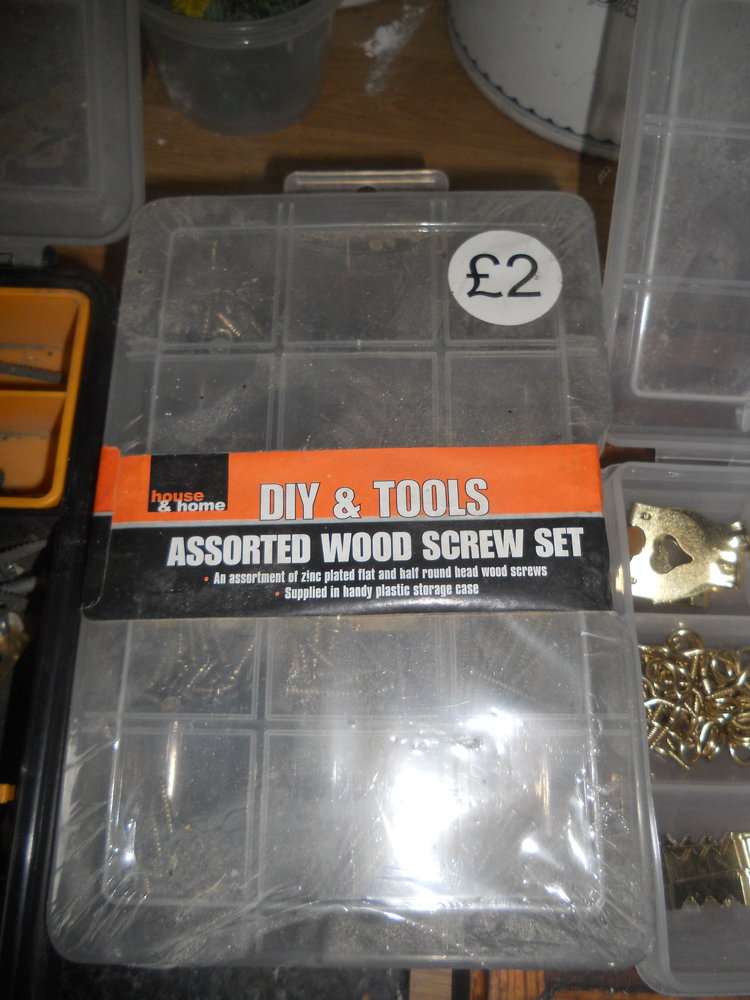 £2
house
& home
DIY & TOOLS
ASSORTED WOOD SCREW SET
• An assortment of zinc plated flat and half round head wood screws
• Supplied in handy plastic storage case